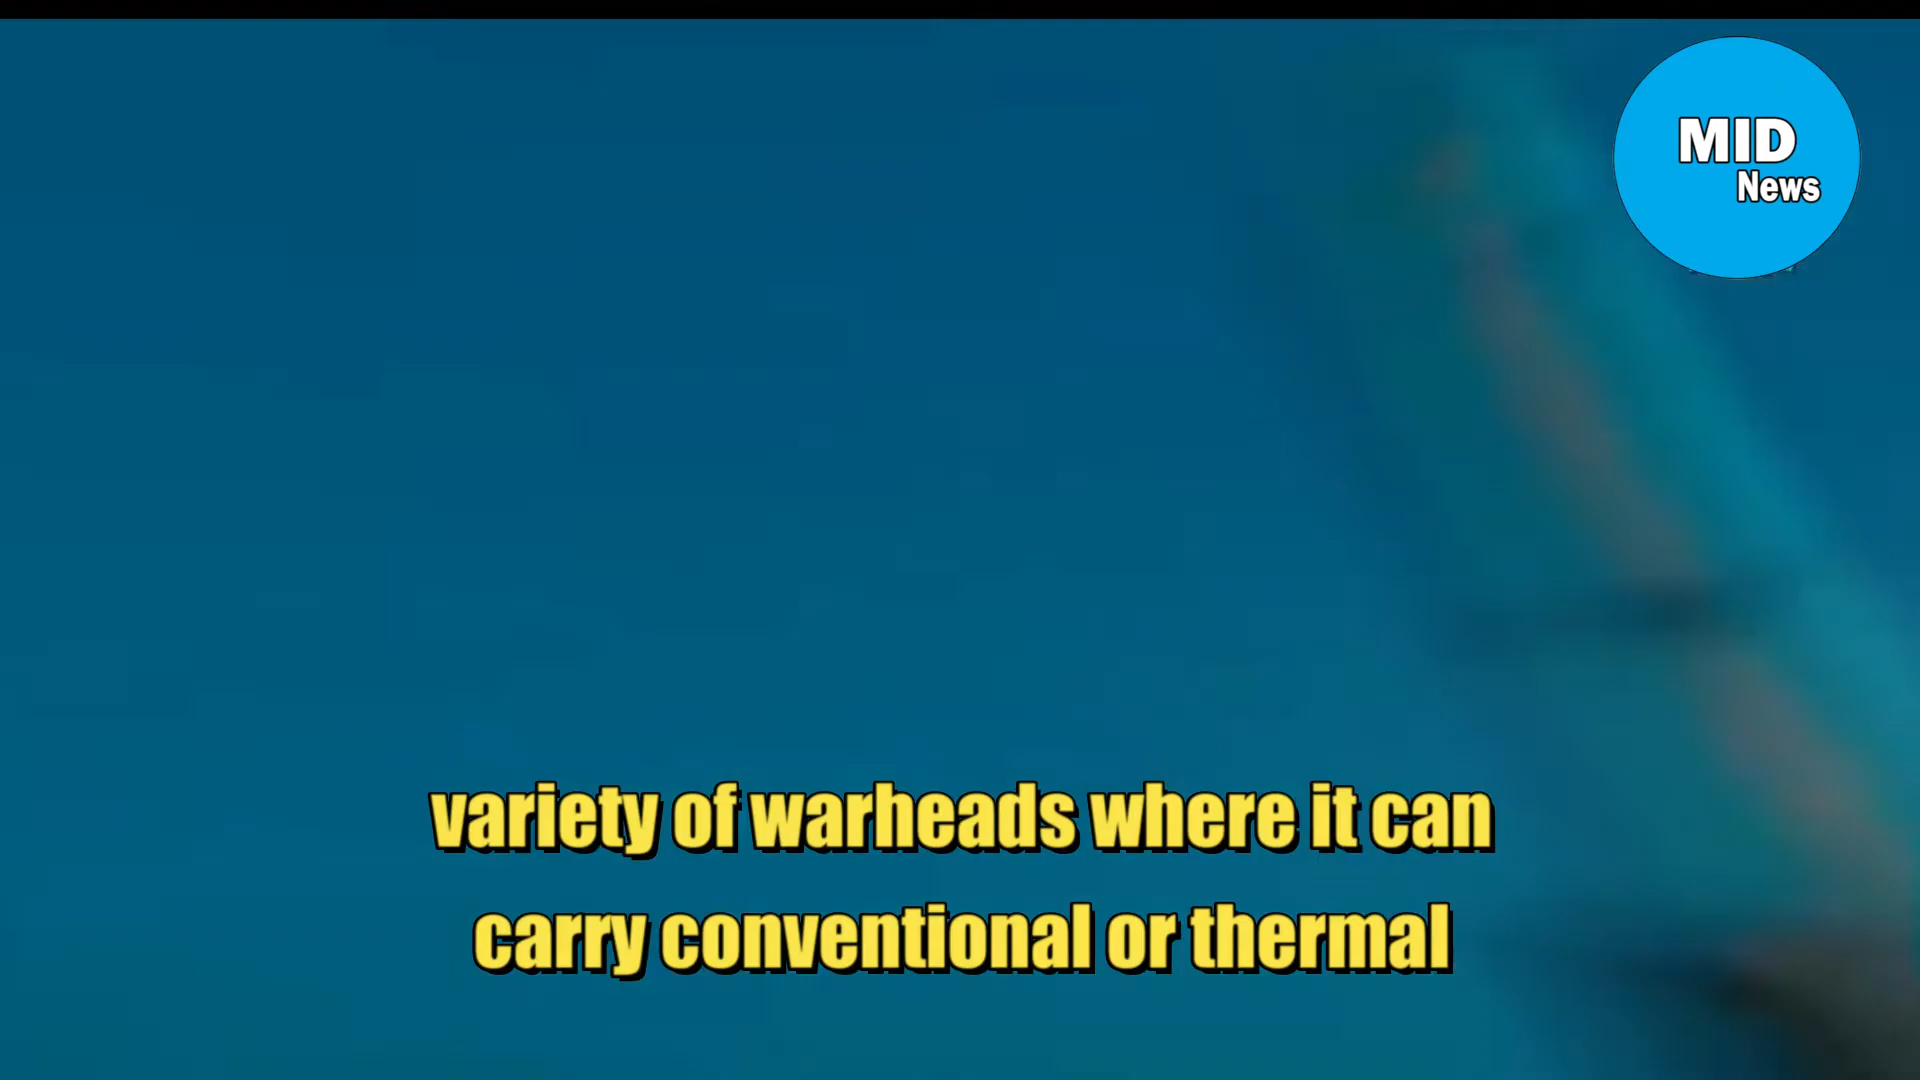 MID
News
variety of warheads where it can
carry conventional or thermal